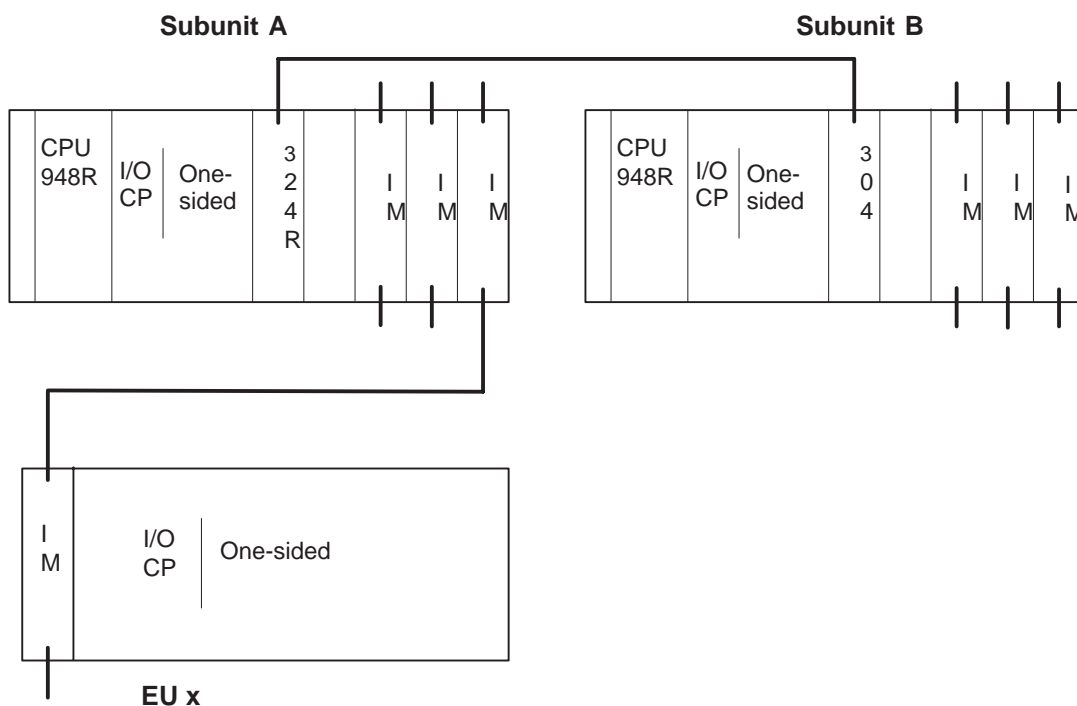 Subunit A
Subunit B
CPU
948R
I/O
CP
One-
sided
3
2
4
R
I
M
I
M
I
M
CPU
948R
I/O
CP
One-
sided
3
0
4
I
M
I
M
I
M
I
M
I/O
CP
One-sided
EU x